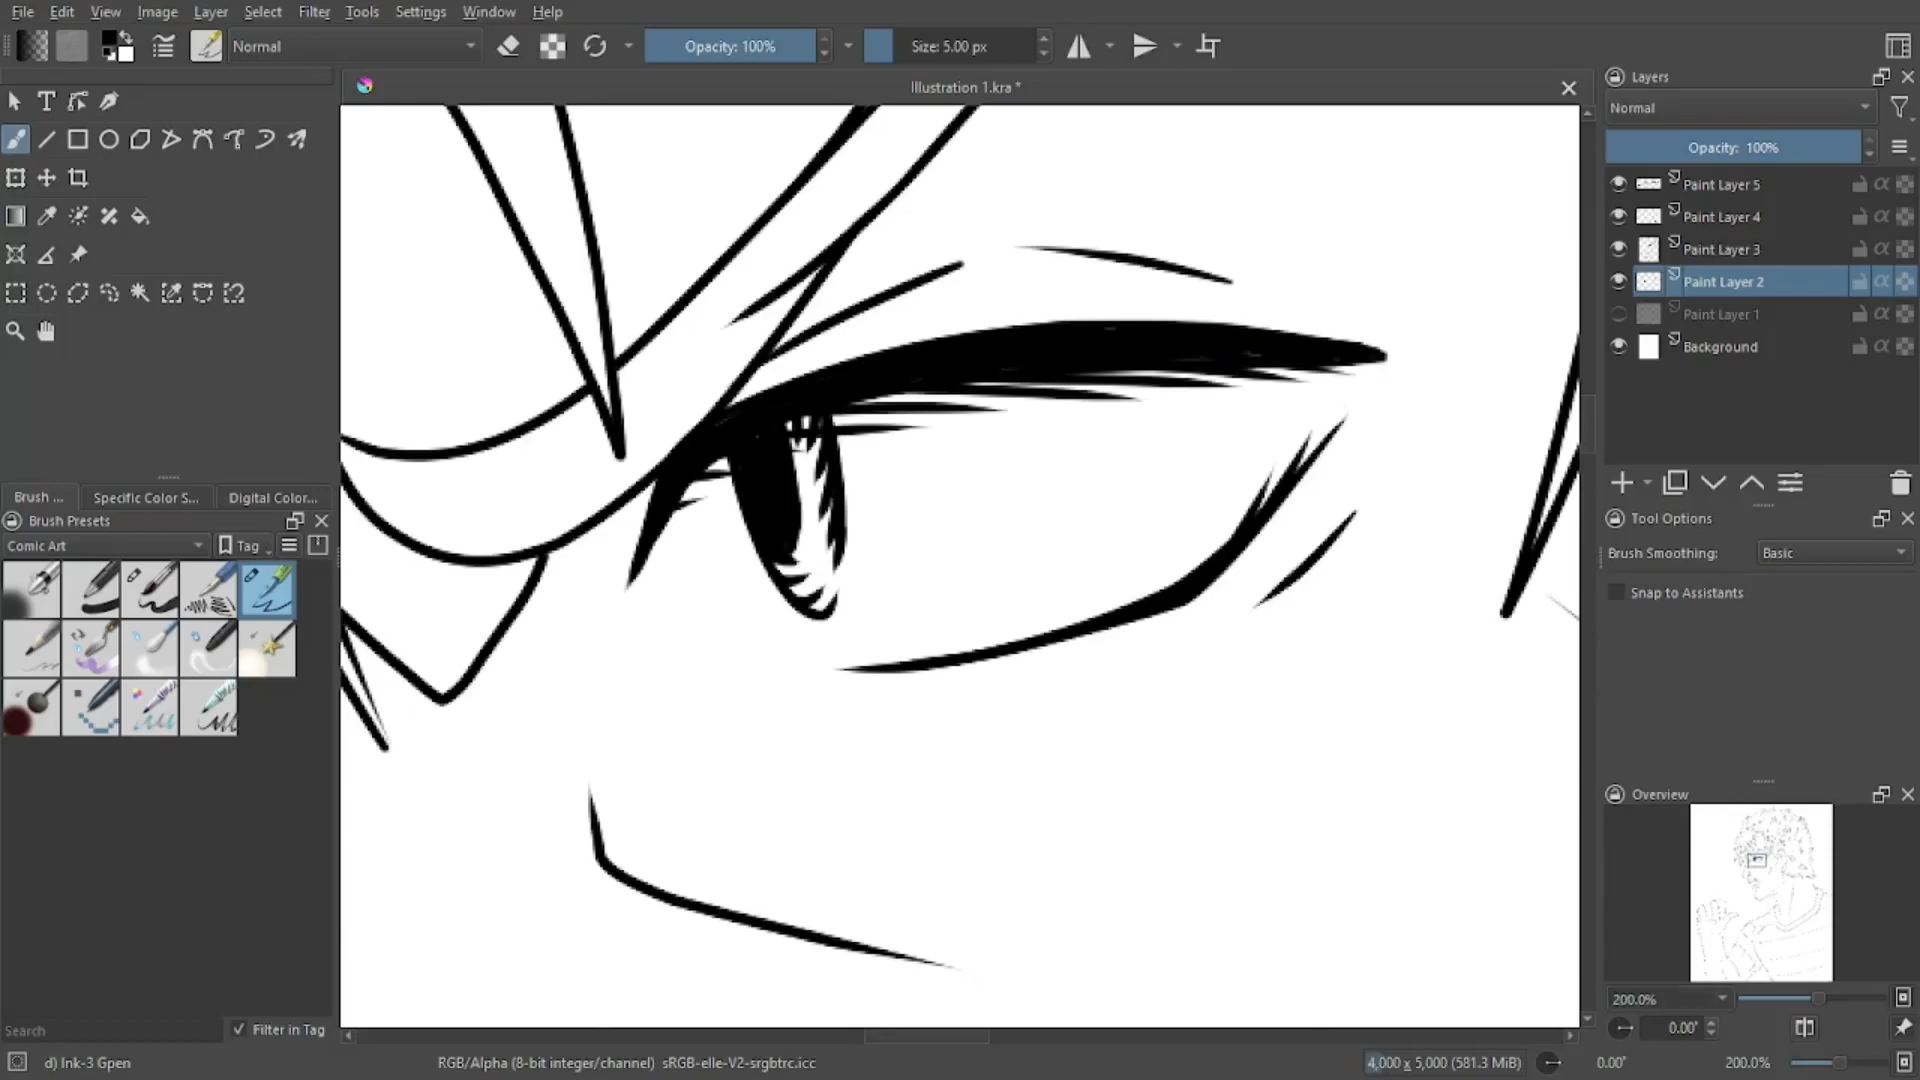 File Edit View Image Layer Select Filter Tools Settings Window Help
Normal
Opacity: 100%
Size: 5.00 px
Illustration 1.kra *
Layers
Normal
Opacity: 100%
Paint Layer 5
Paint Layer 4
Paint Layer 3
Paint Layer 2
Paint Layer 1
Background
Brush ...
Specific Color S...
Digital Color...
Brush Presets
Comic Art
Tag
Tool Options
Brush Smoothing:
Basic
Snap to Assistants
Overview
200.0%
0.00°
Search
Filter in Tag
d) Ink-3 Gpen
RGB/Alpha (8-bit integer/channel) sRGB-elle-V2-srgbtrc.icc
4,000 x 5,000 (581.3 MiB)
0.00°
200.0%